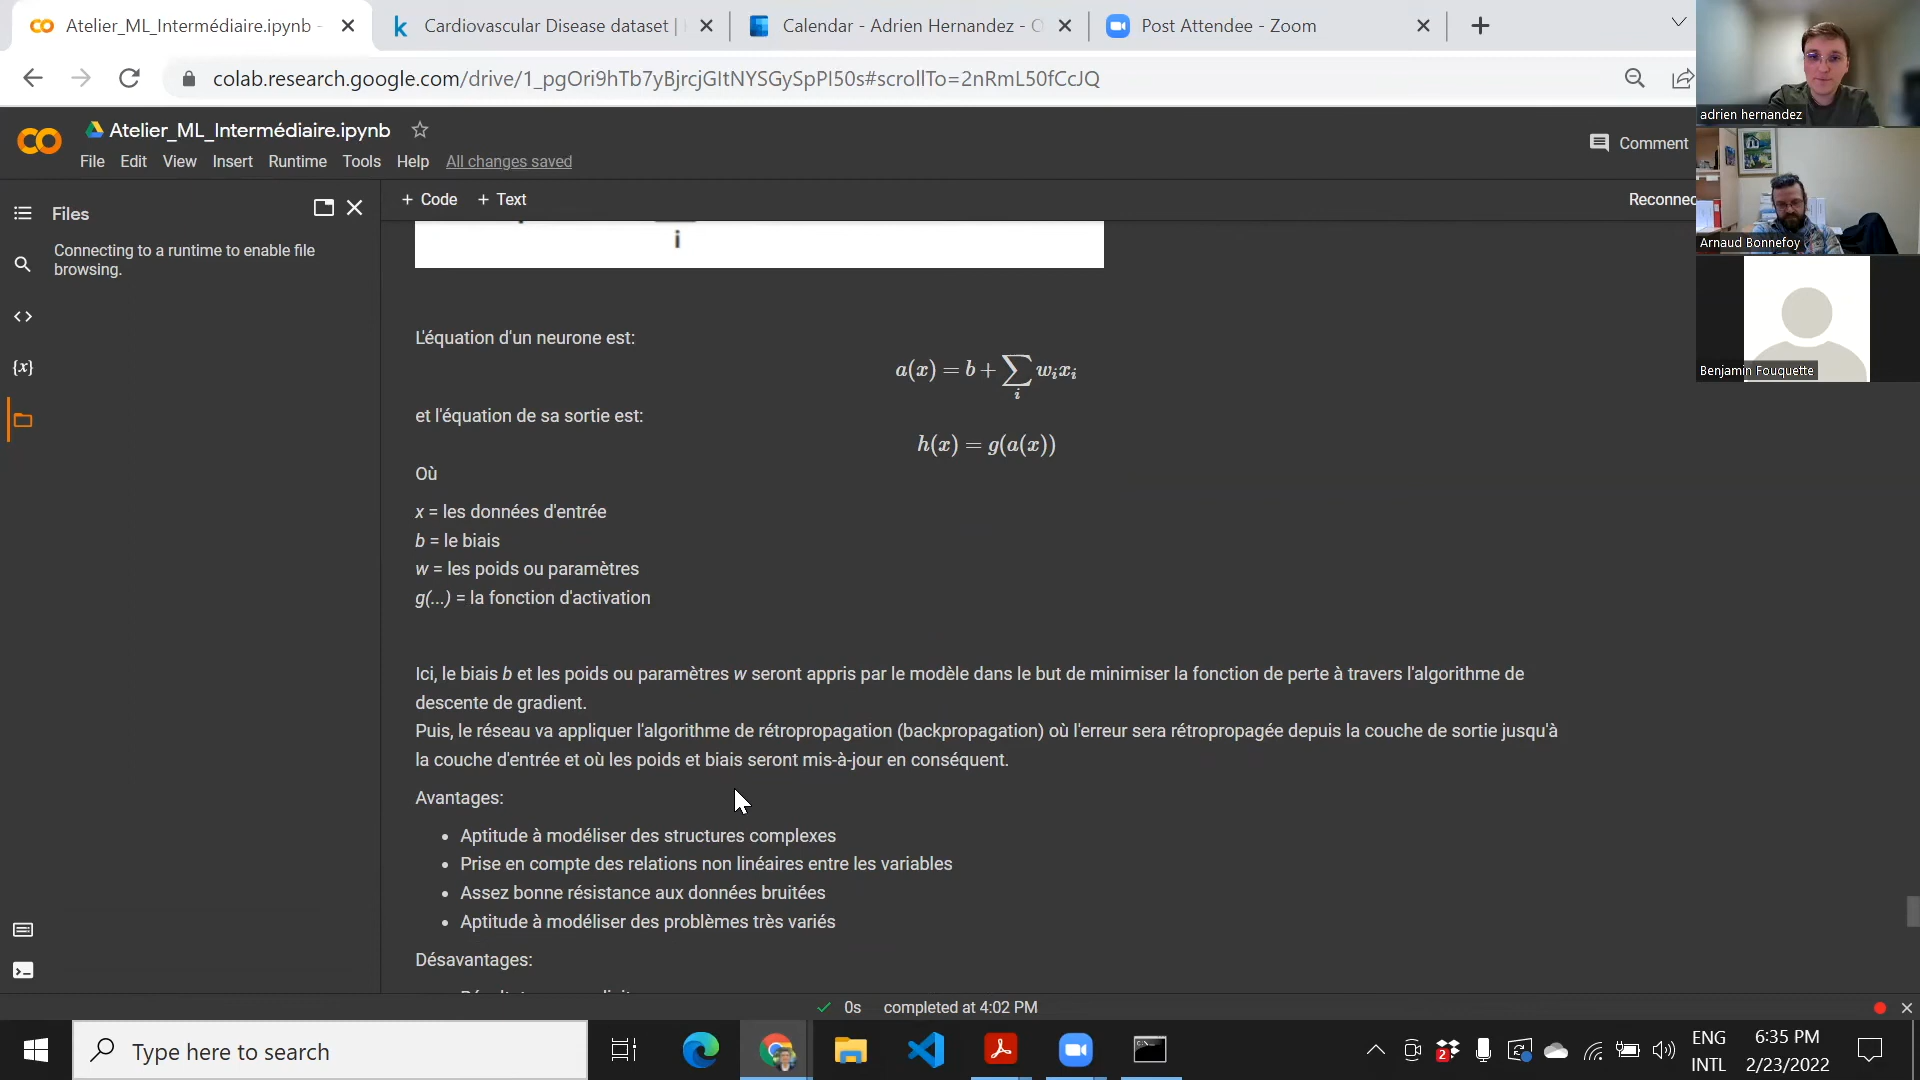 Atelier_ML_Intermédiaire.ipynb -
Cardiovascular Disease dataset |
Calendar - Adrien Hernandez - O
Post Attendee - Zoom
colab.research.google.com/drive/1_pgOri9hTb7yBjrcjGItNYSGySpPI50s#scrollTo=2nRmL50fCcJQ
adrien hernandez
Arnaud Bonnefoy
Benjamin Fouquette
Atelier_ML_Intermédiaire.ipynb
File Edit View Insert Runtime Tools Help All changes saved
Comment
Files
+ Code + Text
Reconnec
Connecting to a runtime to enable file
browsing.
i
L'équation d'un neurone est:
a(x) = b + ∑_i w_i x_i
et l'équation de sa sortie est:
h(x) = g(a(x))
Où
x = les données d'entrée
b = le biais
w = les poids ou paramètres
g(...) = la fonction d'activation
Ici, le biais b et les poids ou paramètres w seront appris par le modèle dans le but de minimiser la fonction de perte à travers l'algorithme de
descente de gradient.
Puis, le réseau va appliquer l'algorithme de rétropropagation (backpropagation) où l'erreur sera rétropropagée depuis la couche de sortie jusqu'à
la couche d'entrée et où les poids et biais seront mis-à-jour en conséquent.
Avantages:
• Aptitude à modéliser des structures complexes
• Prise en compte des relations non linéaires entre les variables
• Assez bonne résistance aux données bruitées
• Aptitude à modéliser des problèmes très variés
Désavantages:
0s completed at 4:02 PM
Type here to search
2
ENG
INTL
6:35 PM
2/23/2022